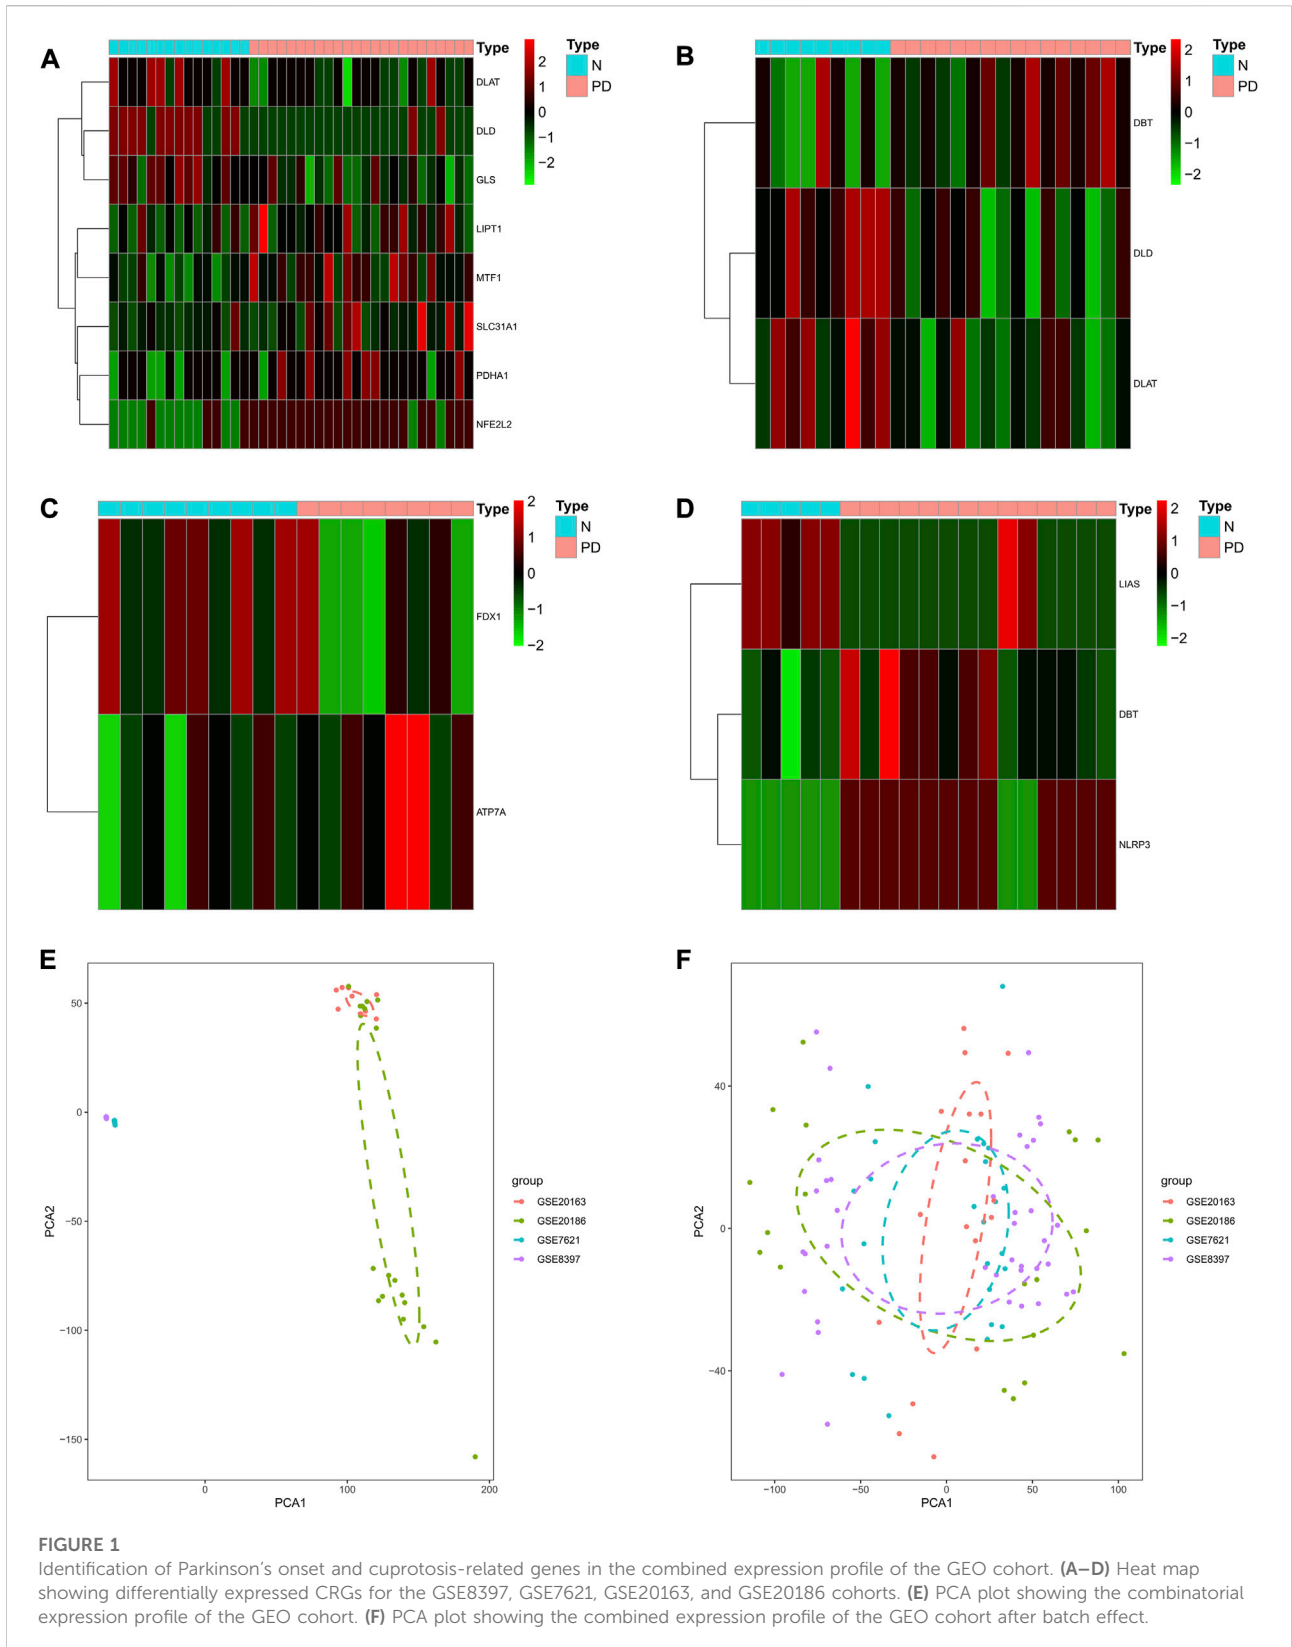 A
Type
DLAT
DLD
GLS
LIPT1
MTF1
SLC31A1
PDHA1
NFE2L2
2
1
0
−1
−2
Type
N
PD
B
Type
DBT
DLD
DLAT
2
1
0
−1
−2
Type
N
PD
C
Type
FDX1
ATP7A
2
1
0
−1
−2
Type
N
PD
D
Type
LIAS
DBT
NLRP3
2
1
0
−1
−2
Type
N
PD
E
PCA2
50
0
−50
−100
−150
0 100 200
PCA1
group
GSE20163
GSE20186
GSE7621
GSE8397
F
PCA2
40
0
−40
−100 −50 0 50 100
PCA1
group
GSE20163
GSE20186
GSE7621
GSE8397
FIGURE 1
Identification of Parkinson's onset and cuprotosis-related genes in the combined expression profile of the GEO cohort. (A–D) Heat map
showing differentially expressed CRGs for the GSE8397, GSE7621, GSE20163, and GSE20186 cohorts. (E) PCA plot showing the combinatorial
expression profile of the GEO cohort. (F) PCA plot showing the combined expression profile of the GEO cohort after batch effect.